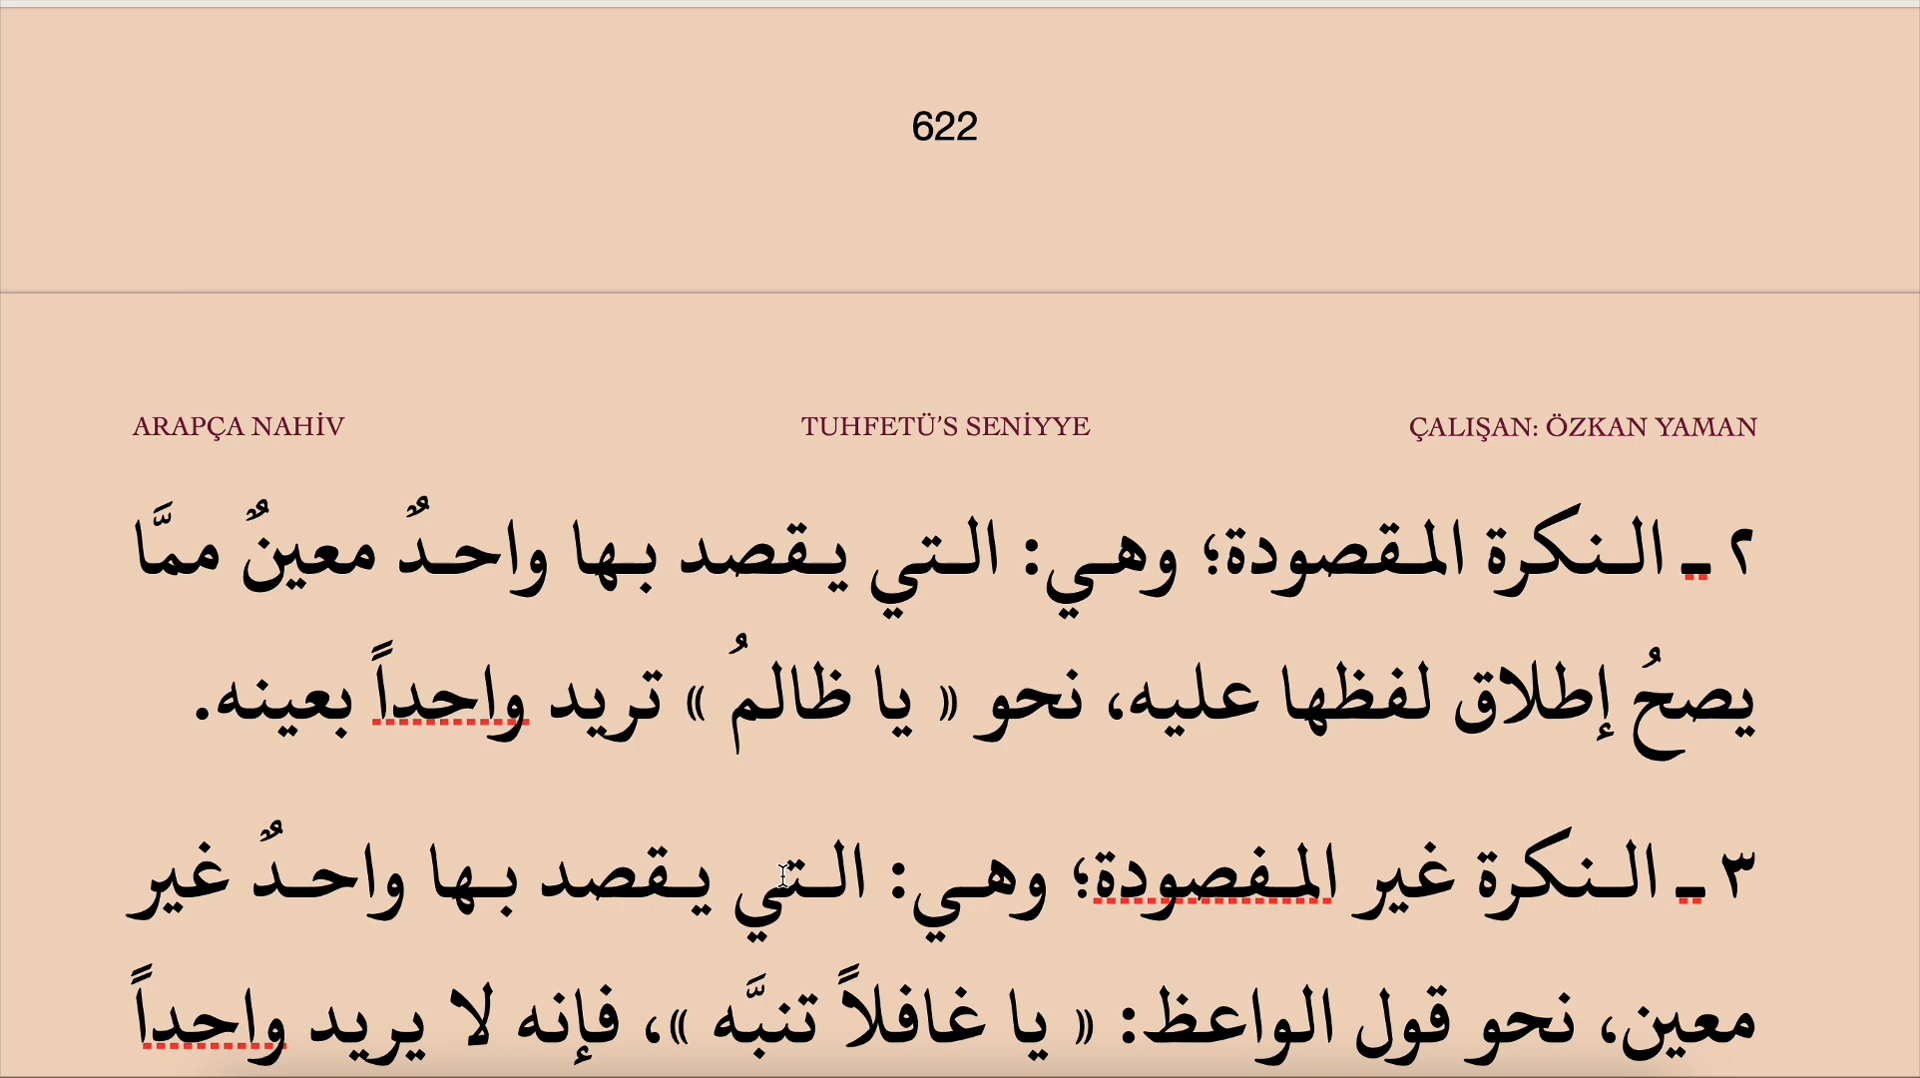 622
ARAPÇA NAHİV TUHFETÜ’S SENİYYE ÇALIŞAN: ÖZKAN YAMAN
٢ ـ النكرة المقصودة؛ وهي: التي يقصد بها واحدٌ معينٌ ممَّا
يصحُ إطلاق لفظها عليه، نحو « يا ظالمُ » تريد واحداً بعينه.
٣ ـ النكرة غير المفصودة؛ وهي: التي يقصد بها واحدٌ غير
معين، نحو قول الواعظ: « يا غافلاً تنبَّه »، فإنه لا يريد واحداً